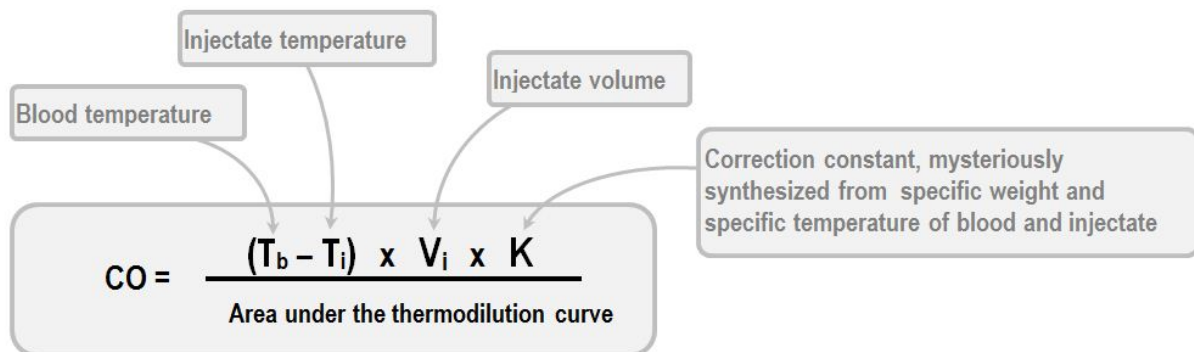 Injectate temperature
Injectate volume
Blood temperature
Correction constant, mysteriously
synthesized from specific weight and
specific temperature of blood and injectate
CO = (Tb – Ti) x Vi x K
Area under the thermodilution curve